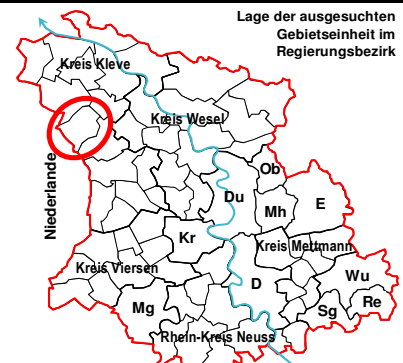 Lage der ausgesuchten
Gebietseinheit im
Regierungsbezirk
Kreis Kleve
Kreis Wesel
Niederlande
Ob
Du
Mh
E
Kr
Kreis Mettmann
Kreis Viersen
Wu
D
Mg
Sg
Re
Rhein-Kreis Neuss